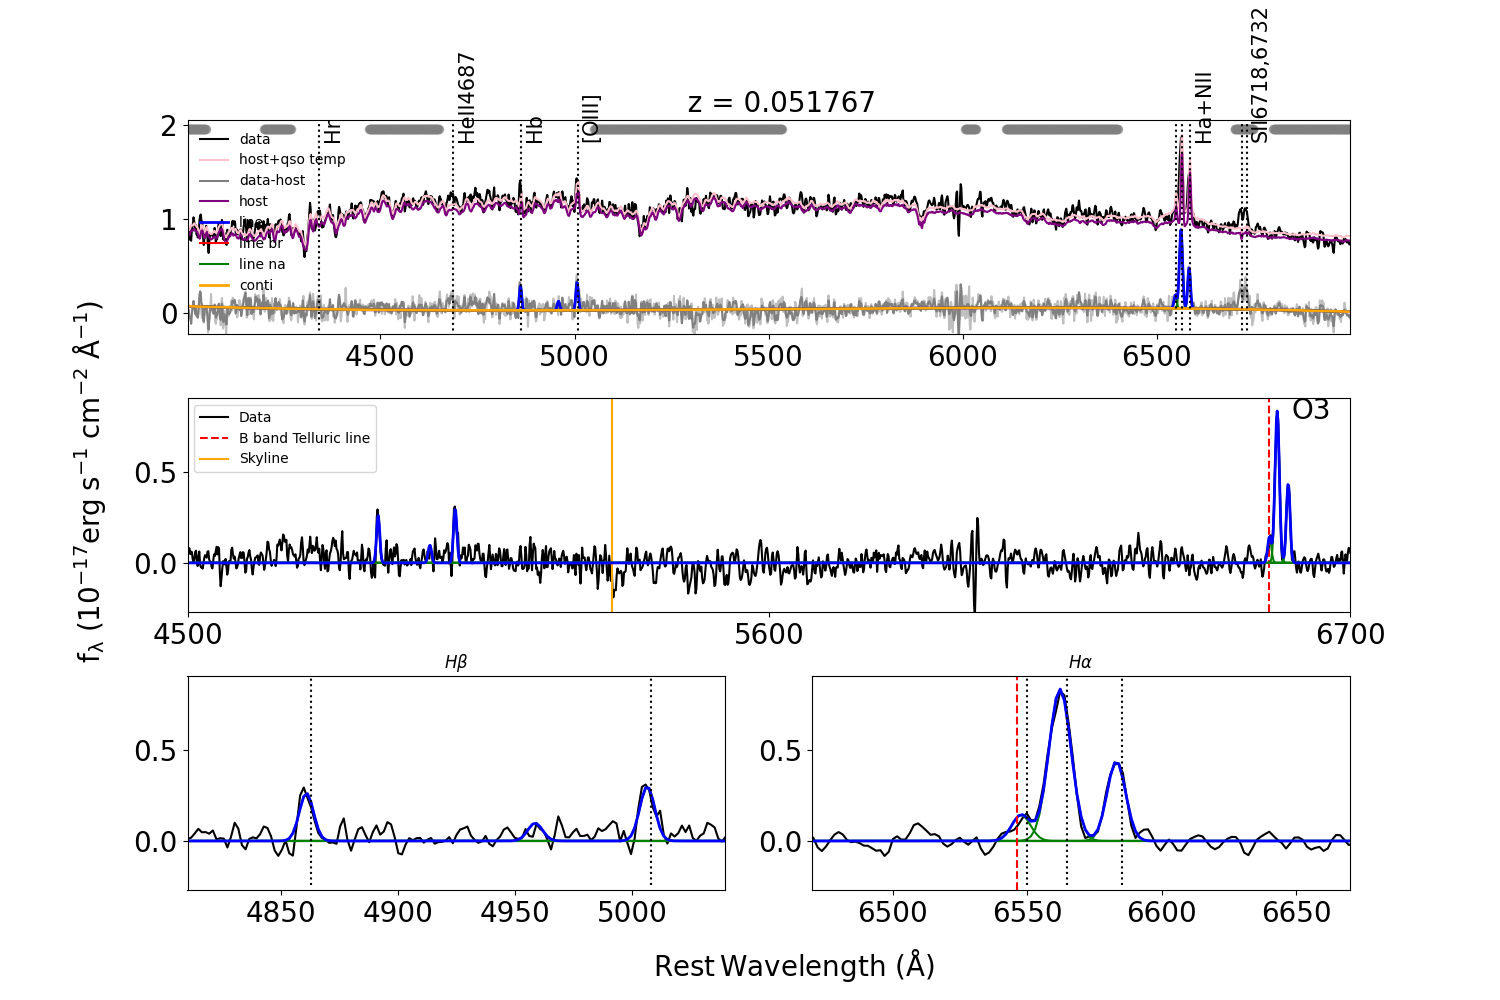 z = 0.051767
Hr
HeII4687
Hb
[OIII]
Ha+NII
SII6718,6732
data
host+qso temp
data-host
host
line
line br
line na
conti
2
1
0
4500 5000 5500 6000 6500
Data
B band Telluric line
Skyline
O3
0.5
0.0
4500 5600 6700
fλ (10⁻¹⁷erg s⁻¹ cm⁻² Å⁻¹)
Hβ
0.5
0.0
4850 4900 4950 5000
Hα
0.5
0.0
6500 6550 6600 6650
Rest Wavelength (Å)